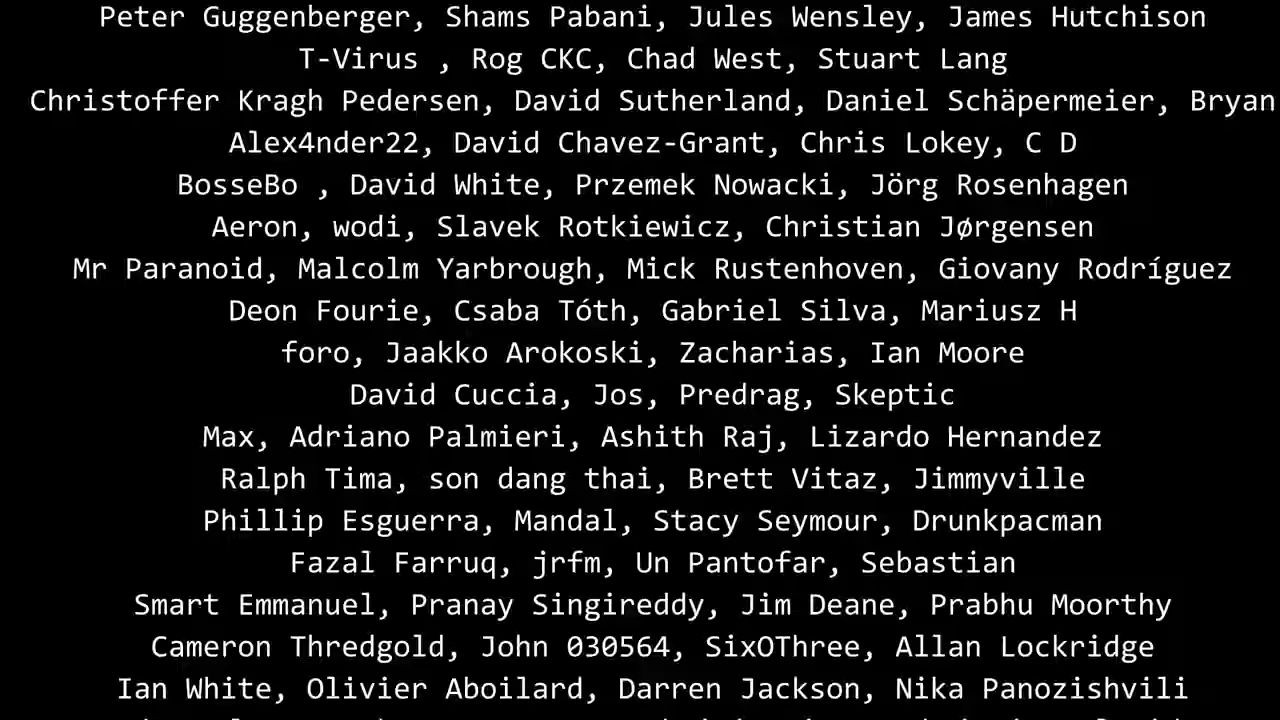 Peter Guggenberger, Shams Pabani, Jules Wensley, James Hutchison
T-Virus , Rog CKC, Chad West, Stuart Lang
Christoffer Kragh Pedersen, David Sutherland, Daniel Schäpermeier, Bryan
Alex4nder22, David Chavez-Grant, Chris Lokey, C D
BosseBo , David White, Przemek Nowacki, Jörg Rosenhagen
Aeron, wodi, Slavek Rotkiewicz, Christian Jørgensen
Mr Paranoid, Malcolm Yarbrough, Mick Rustenhoven, Giovany Rodríguez
Deon Fourie, Csaba Tóth, Gabriel Silva, Mariusz H
foro, Jaakko Arokoski, Zacharias, Ian Moore
David Cuccia, Jos, Predrag, Skeptic
Max, Adriano Palmieri, Ashith Raj, Lizardo Hernandez
Ralph Tima, son dang thai, Brett Vitaz, Jimmyville
Phillip Esguerra, Mandal, Stacy Seymour, Drunkpacman
Fazal Farruq, jrfm, Un Pantofar, Sebastian
Smart Emmanuel, Pranay Singireddy, Jim Deane, Prabhu Moorthy
Cameron Thredgold, John 030564, SixOThree, Allan Lockridge
Ian White, Olivier Aboilard, Darren Jackson, Nika Panozishvili